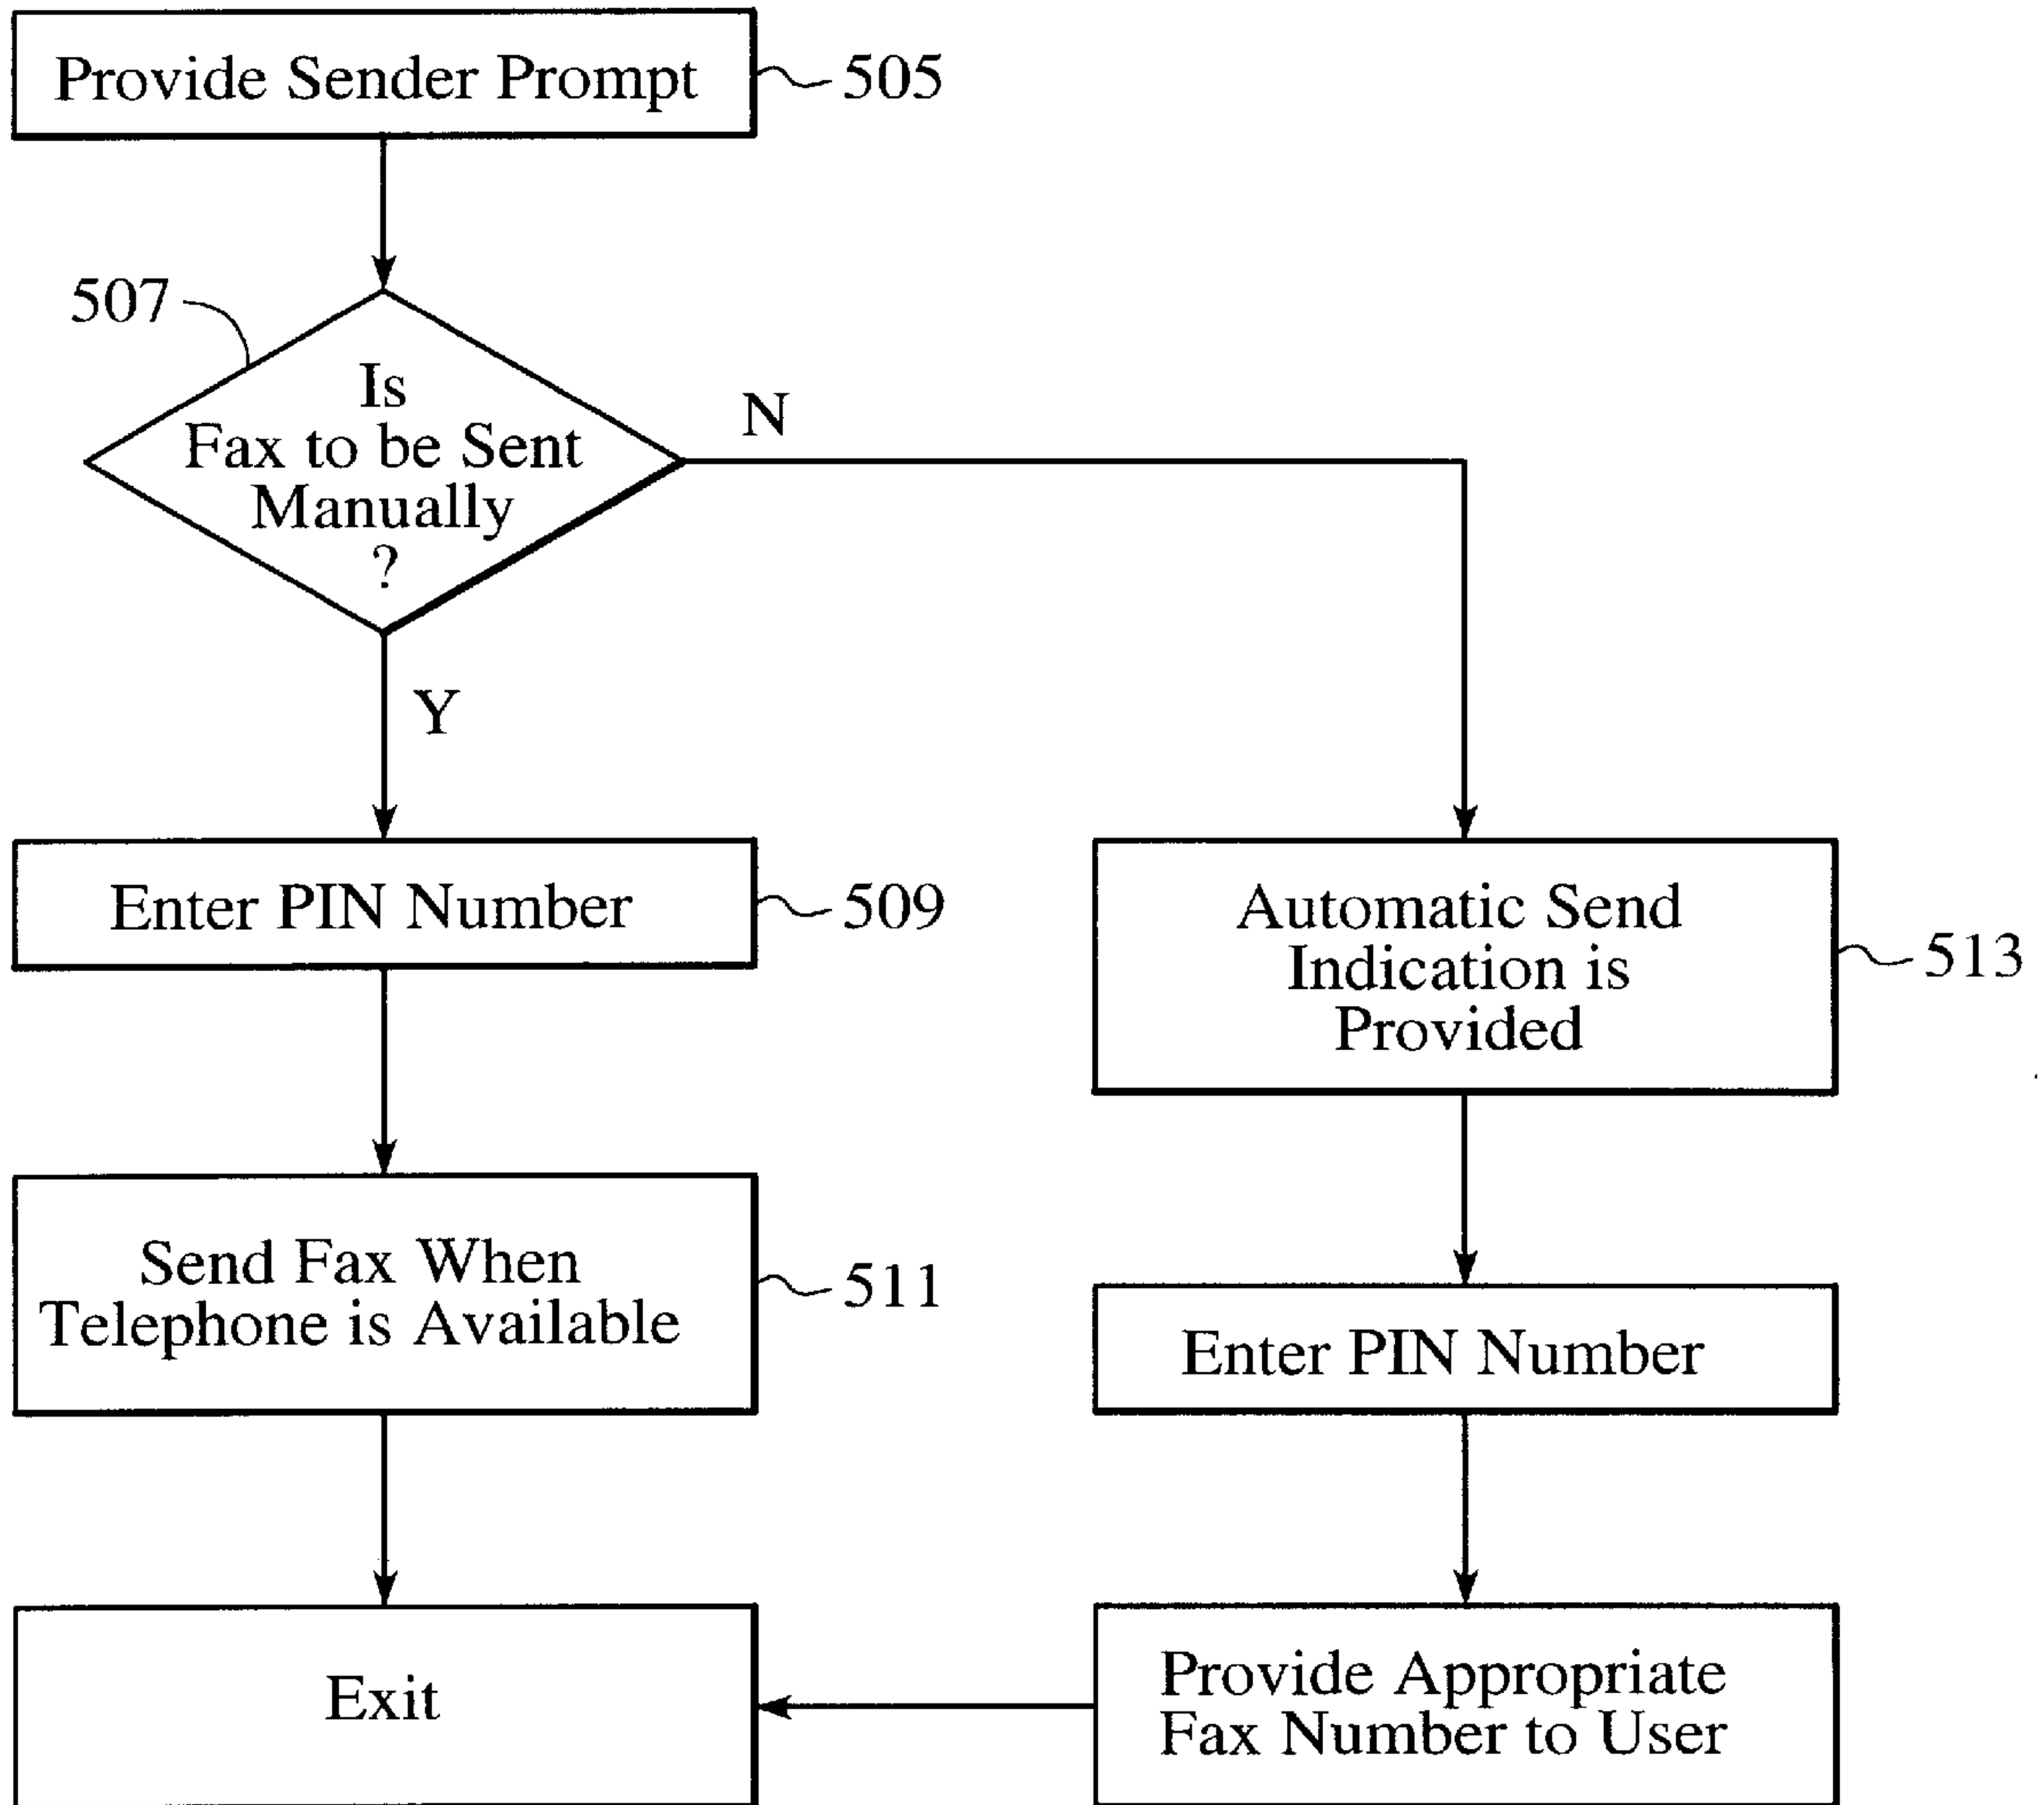 Provide Sender Prompt
505
507
Is
Fax to be Sent
Manually
?
N
Y
Enter PIN Number
509
Automatic Send
Indication is
Provided
513
Send Fax When
Telephone is Available
511
Enter PIN Number
Exit
Provide Appropriate
Fax Number to User